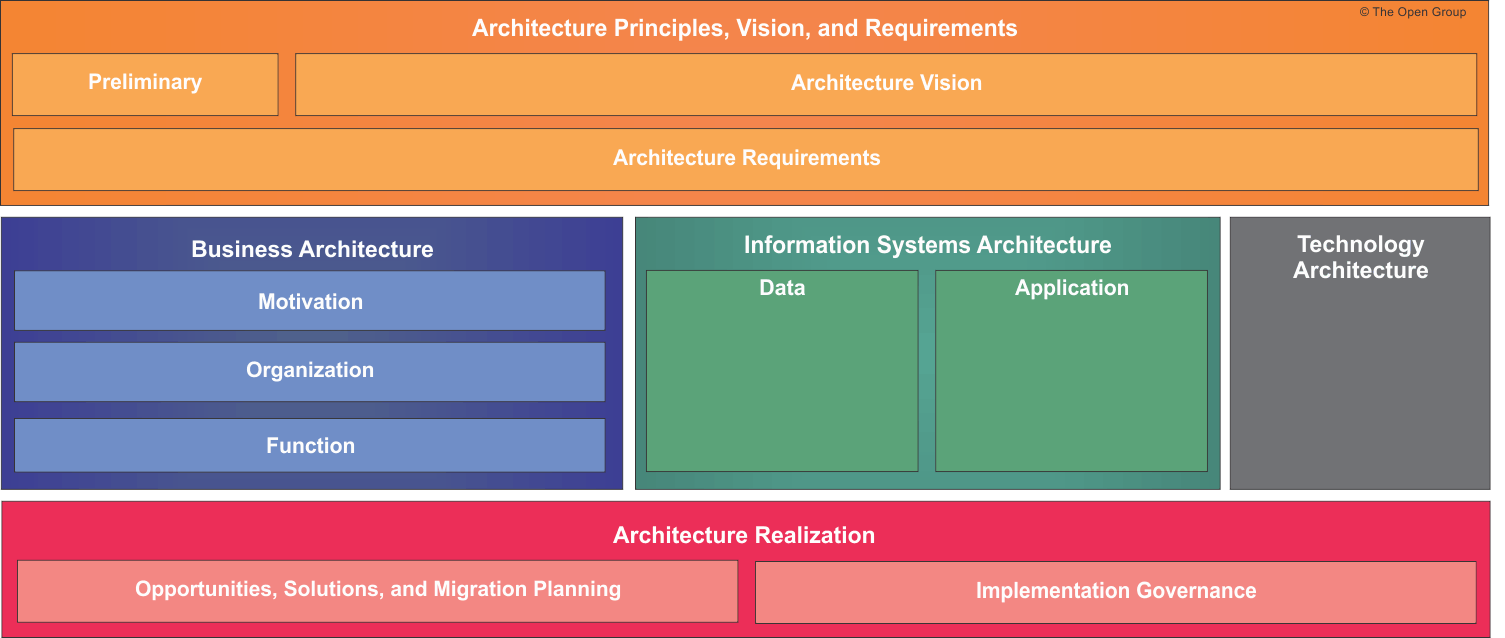 © The Open Group
Architecture Principles, Vision, and Requirements
Preliminary
Architecture Vision
Architecture Requirements
Business Architecture
Motivation
Organization
Function
Information Systems Architecture
Data
Application
Technology
Architecture
Architecture Realization
Opportunities, Solutions, and Migration Planning
Implementation Governance